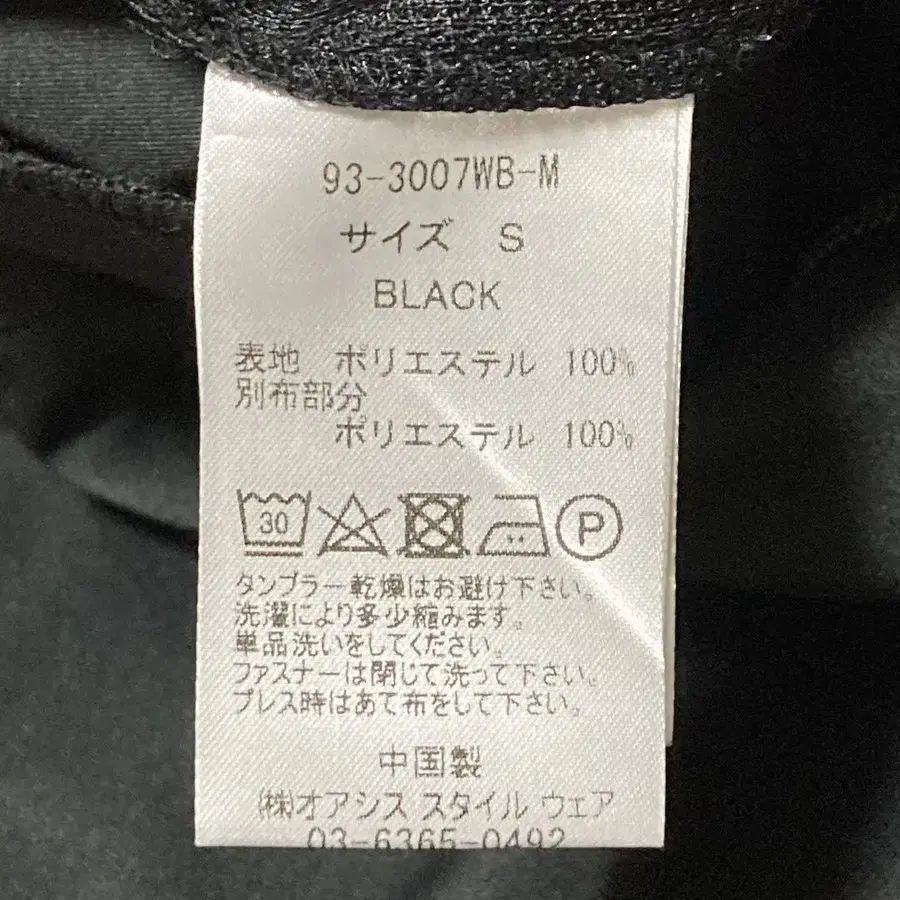 93-3007WB-M
サイズ S
BLACK
表地 ポリエステル 100%
別布部分
ポリエステル 100%
30 P
タンブラー乾燥はお避け下さい。
洗濯により多少縮みます。
単品洗いをしてください。
ファスナーは閉じて洗って下さい。
プレス時はあて布をして下さい。
中国製
(株)オアシス スタイル ウェア
03-6365-0492